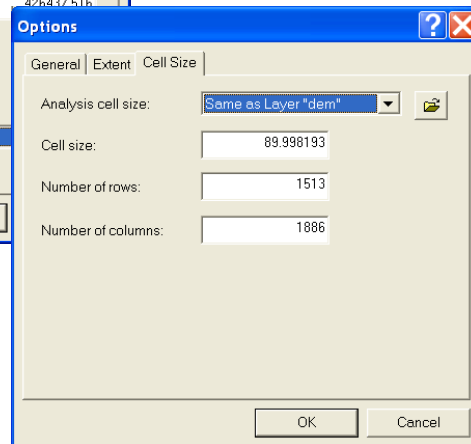 426437.516
Options
General Extent Cell Size
Analysis cell size: Same as Layer "dem"
Cell size: 89.998193
Number of rows: 1513
Number of columns: 1886
OK Cancel